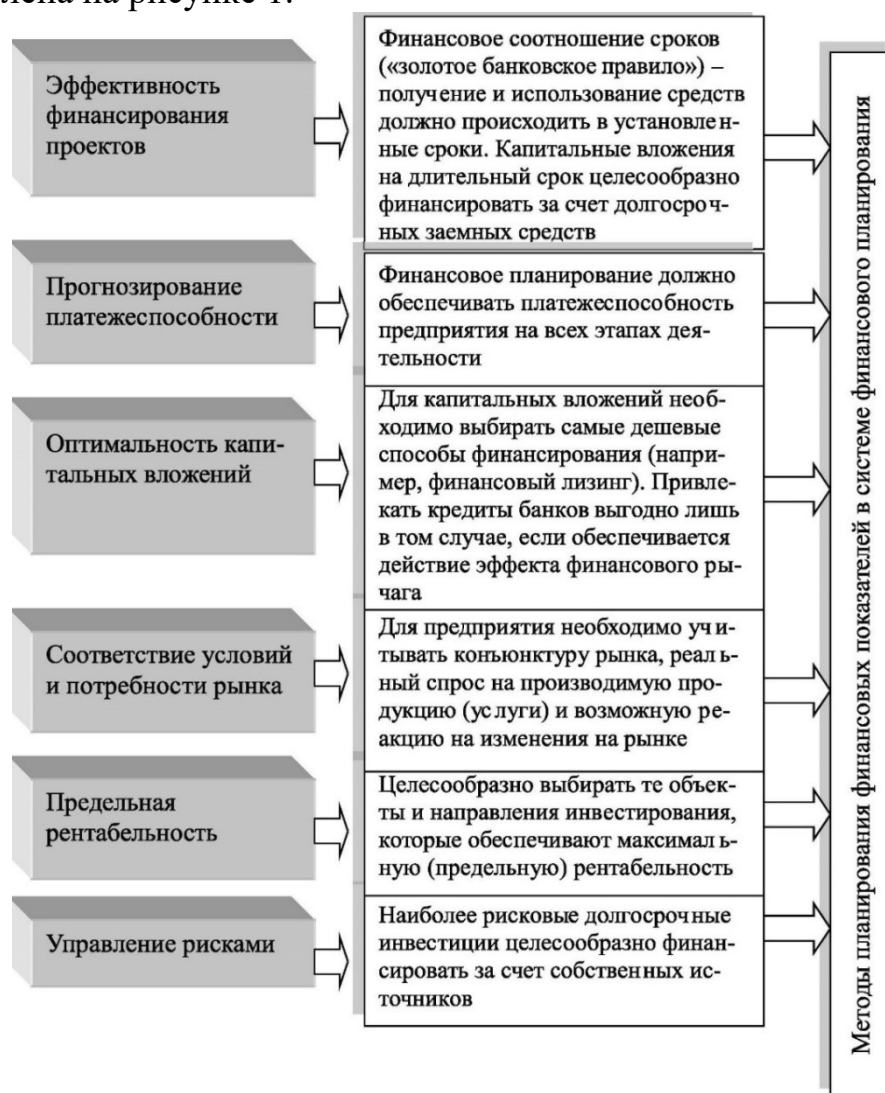 лена на рисунке 1.
Эффективность
финансирования
проектов
Финансовое соотношение сроков
(«золотое банковское правило») –
получение и использование средств
должно происходить в установлен-
ные сроки. Капитальные вложения
на длительный срок целесообразно
финансировать за счет долгосроч-
ных заемных средств
Прогнозирование
платежеспособности
Финансовое планирование должно
обеспечивать платежеспособность
предприятия на всех этапах дея-
тельности
Оптимальность капи-
тальных вложений
Для капитальных вложений необ-
ходимо выбирать самые дешевые
способы финансирования (напри-
мер, финансовый лизинг). Привле-
кать кредиты банков выгодно лишь
в том случае, если обеспечивается
действие эффекта финансового ры-
чага
Соответствие условий
и потребности рынка
Для предприятия необходимо учи-
тывать конъюнктуру рынка, реаль-
ный спрос на производимую про-
дукцию (услуги) и возможную ре-
акцию на изменения на рынке
Предельная
рентабельность
Целесообразно выбирать те объек-
ты и направления инвестирования,
которые обеспечивают максималь-
ную (предельную) рентабельность
Управление рисками
Наиболее рисковые долгосрочные
инвестиции целесообразно финан-
сировать за счет собственных ис-
точников
Методы планирования финансовых показателей в системе финансового планирования